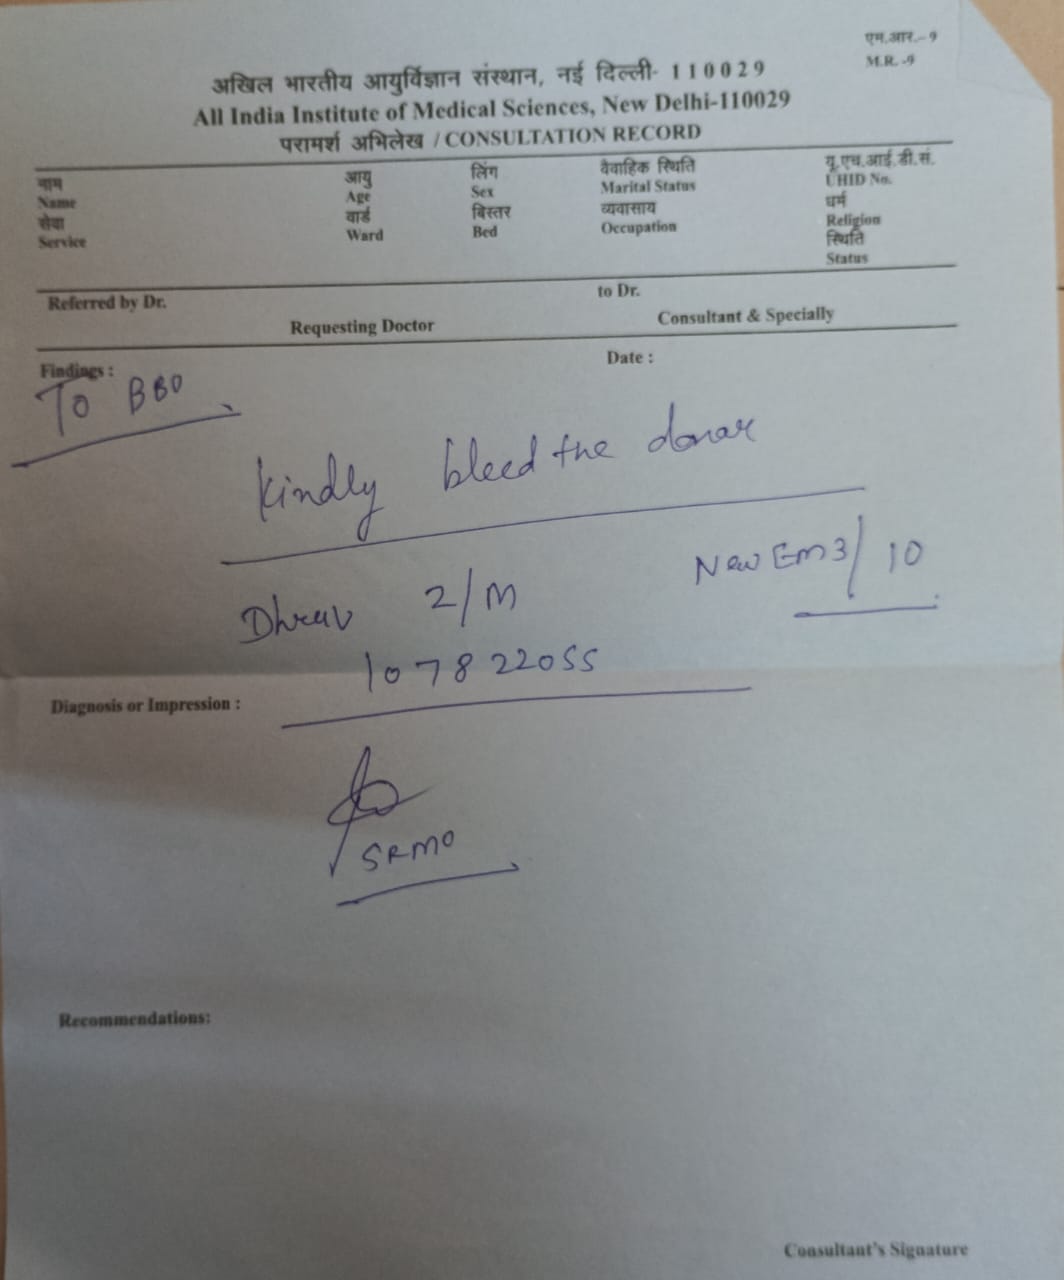 एम.आर.-9
M.R.-9
अखिल भारतीय आयुर्विज्ञान संस्थान, नई दिल्ली- 110029
All India Institute of Medical Sciences, New Delhi-110029
परामर्श अभिलेख / CONSULTATION RECORD
नाम आयु लिंग वैवाहिक स्थिति यू.एच.आई.डी.सं.
Name Age Sex Marital Status UHID No.
सेवा वार्ड बिस्तर व्यवासाय धर्म
Service Ward Bed Occupation Religion
स्थिति
Status
Referred by Dr. to Dr.
Requesting Doctor Consultant & Specially
Findings : Date :
To BBO
Kindly bleed the donar
Dhruv 2/M New Em3/10
107822055
Diagnosis or Impression :
SRMO
Recommendations:
Consultant's Signature